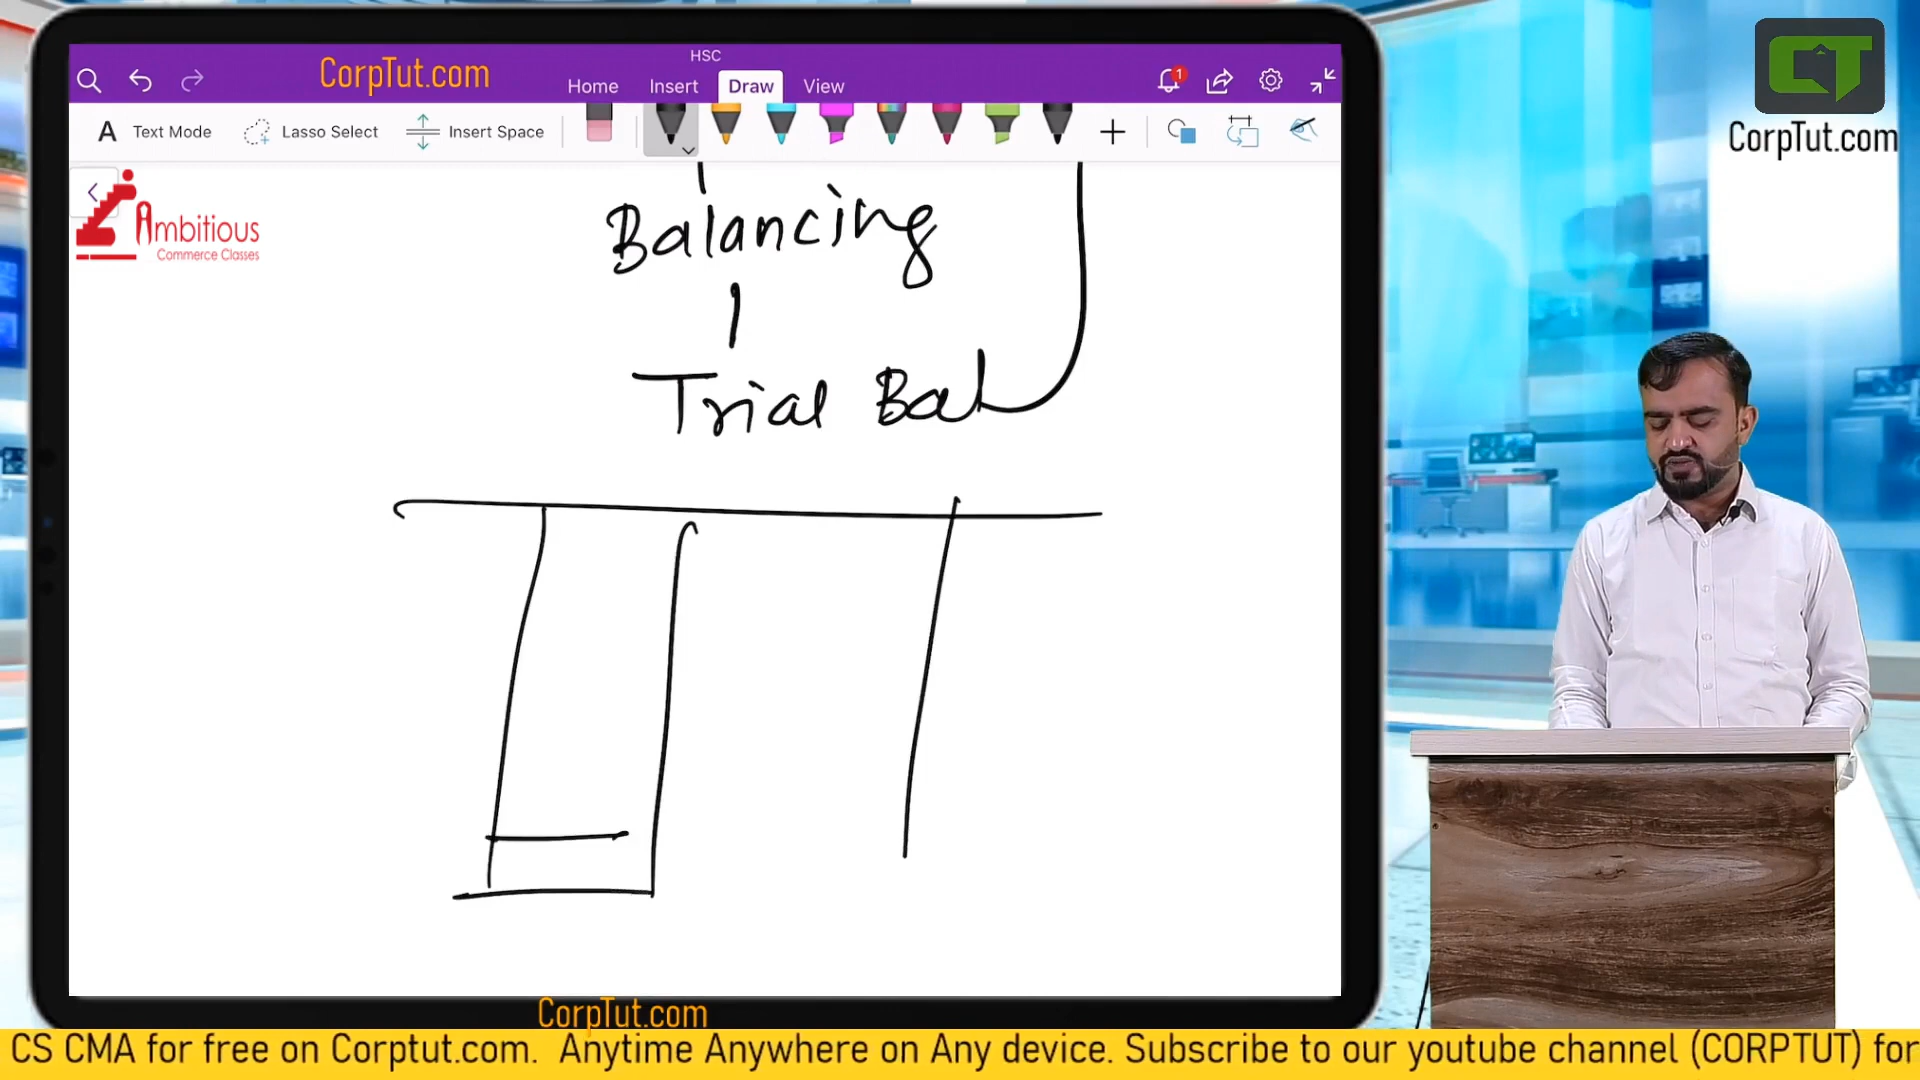 HSC
CorpTut.com
Home Insert Draw View
1
A Text Mode Lasso Select Insert Space
CT
CorpTut.com
Ambitious
Commerce Classes
Balancing
Trial Bal
CorpTut.com
CS CMA for free on Corptut.com. Anytime Anywhere on Any device. Subscribe to our youtube channel (CORPTUT) for